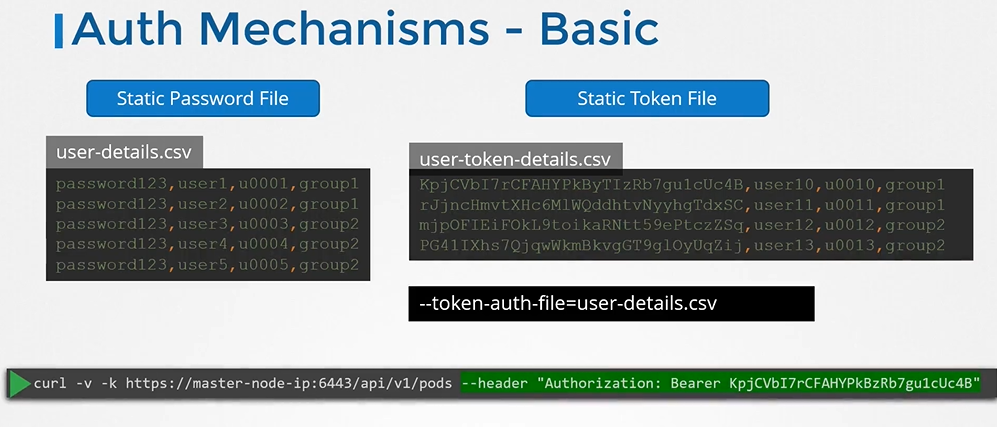 Auth Mechanisms - Basic
Static Password File
user-details.csv
password123,user1,u0001,group1
password123,user2,u0002,group1
password123,user3,u0003,group2
password123,user4,u0004,group2
password123,user5,u0005,group2
Static Token File
user-token-details.csv
KpjCVbI7rCFAHYPkByTIzRb7gu1cUc4B,user10,u0010,group1
rJjncHmvtXHc6MlWQddhtvNyyhgTdxSC,user11,u0011,group1
mjpOFIEiFOkL9toikaRNtt59ePtczZSq,user12,u0012,group2
PG41IXhs7QjqwWkmBkvgGT9glOyUqZij,user13,u0013,group2
--token-auth-file=user-details.csv
curl -v -k https://master-node-ip:6443/api/v1/pods --header "Authorization: Bearer KpjCVbI7rCFAHYPkBzRb7gu1cUc4B"